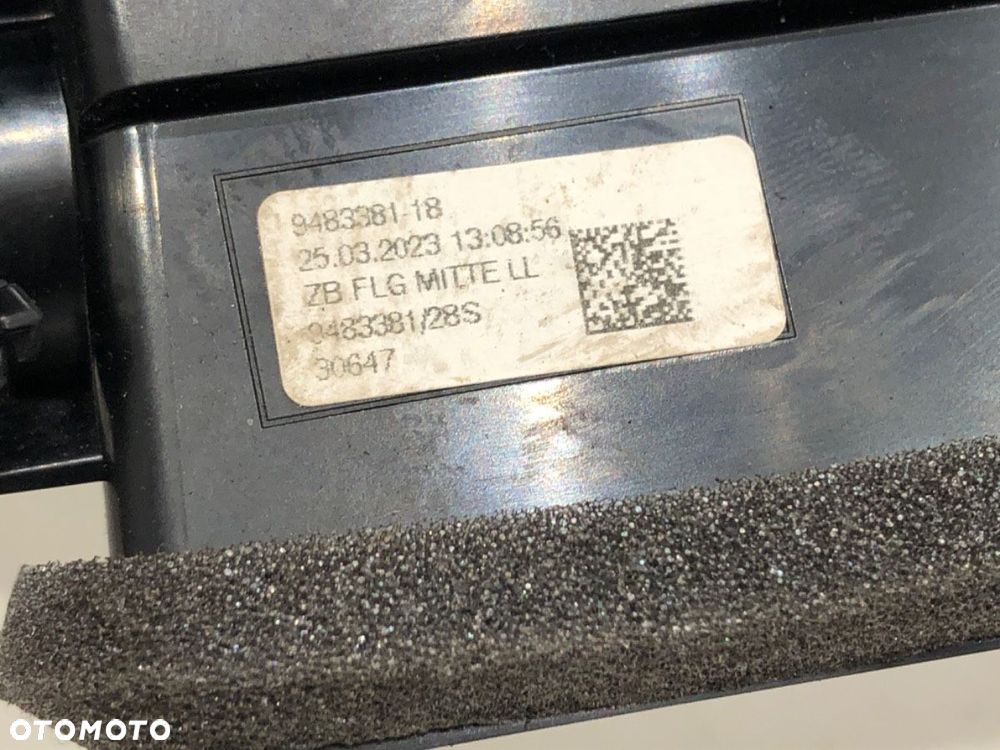 9483381-18
25.03.2023 13:08:56
ZB FLG MITTE LL
9483381/28S
30647
OTOMOTO